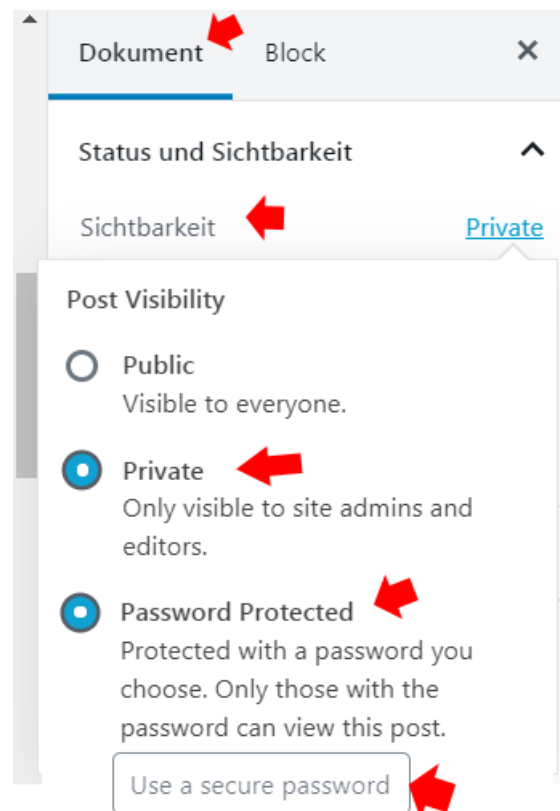 Dokument Block ×
Status und Sichtbarkeit
Sichtbarkeit Private
Post Visibility
Public
Visible to everyone.
Private
Only visible to site admins and
editors.
Password Protected
Protected with a password you
choose. Only those with the
password can view this post.
Use a secure password